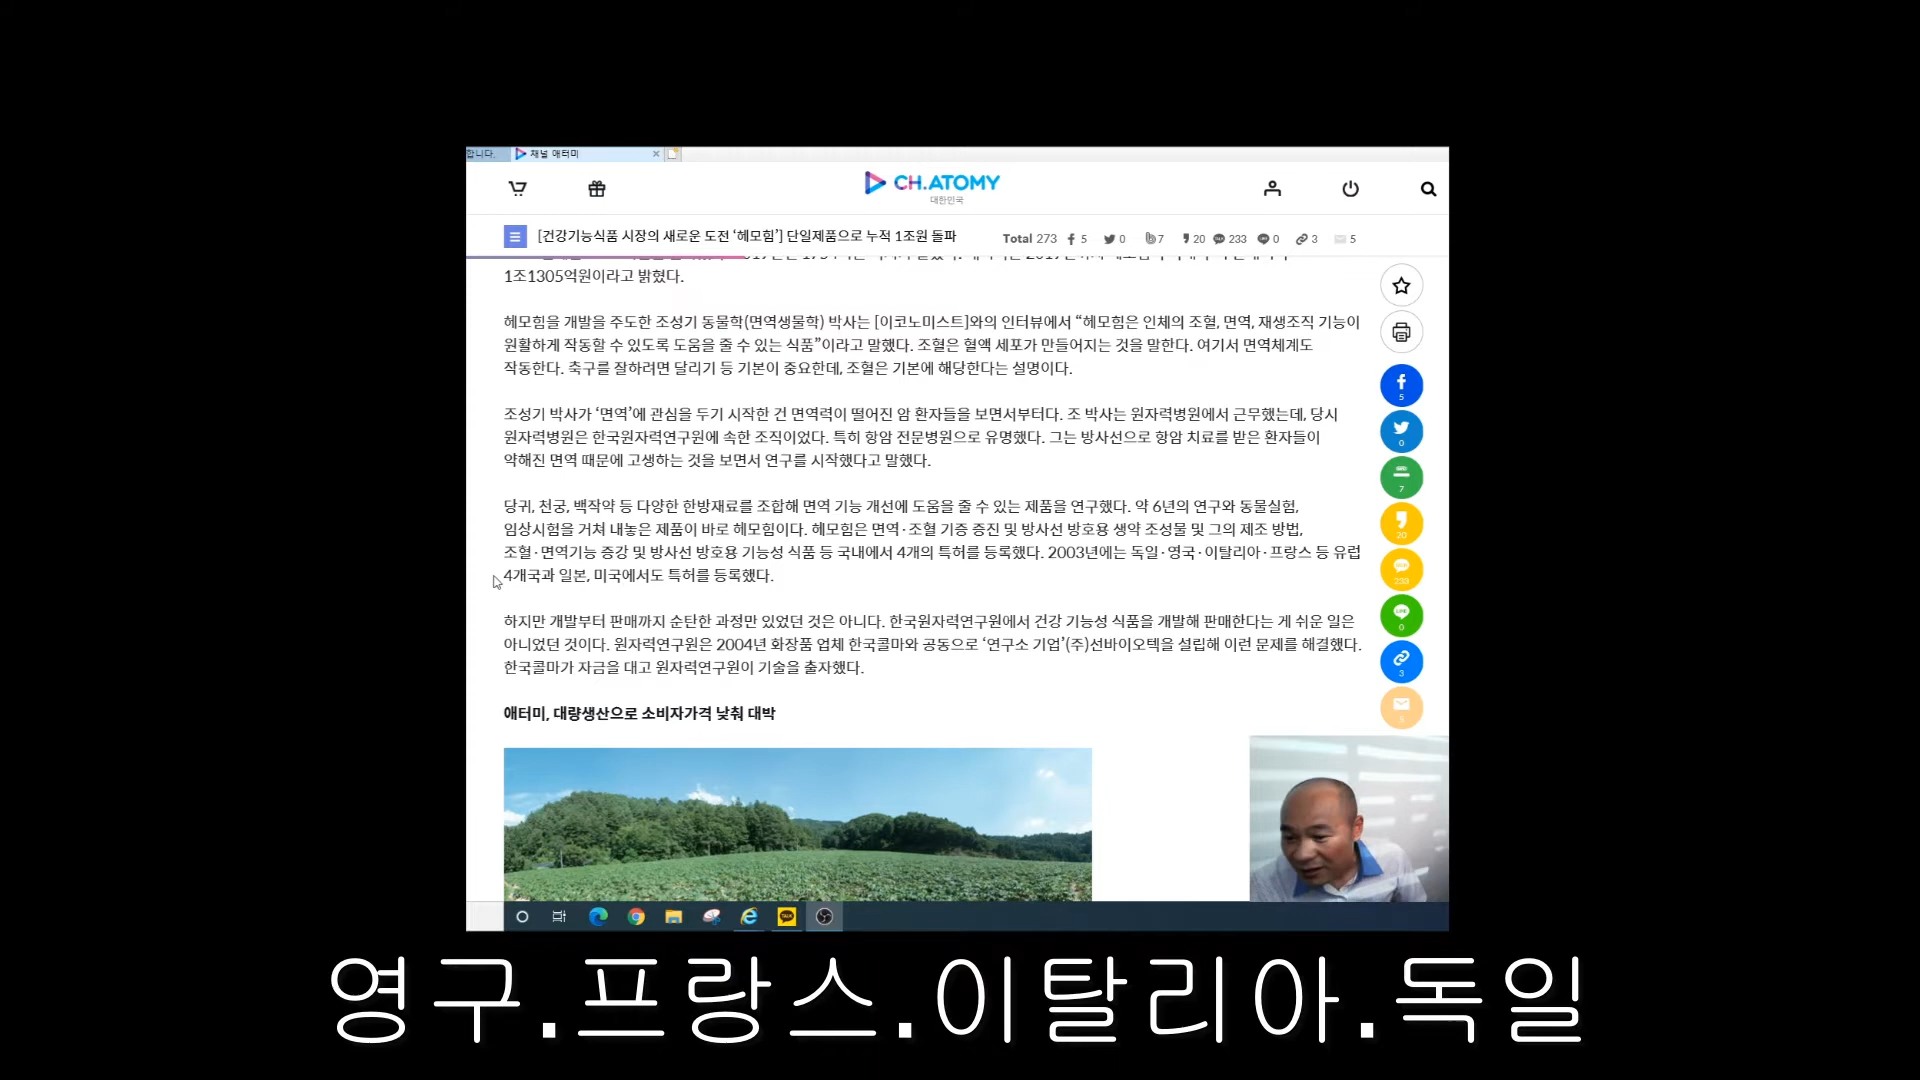 합니다.
채널 애터미
CH.ATOMY
대한민국
[건강기능식품 시장의 새로운 도전 ‘헤모힘’] 단일제품으로 누적 1조원 돌파
Total 273 5 0 7 20 233 0 3 5
1조1305억원이라고 밝혔다.
헤모힘을 개발을 주도한 조성기 동물학(면역생물학) 박사는 [이코노미스트]와의 인터뷰에서 “헤모힘은 인체의 조혈, 면역, 재생조직 기능이
원활하게 작동할 수 있도록 도움을 줄 수 있는 식품”이라고 말했다. 조혈은 혈액 세포가 만들어지는 것을 말한다. 여기서 면역체계도
작동한다. 축구를 잘하려면 달리기 등 기본이 중요한데, 조혈은 기본에 해당한다는 설명이다.
조성기 박사가 ‘면역’에 관심을 두기 시작한 건 면역력이 떨어진 암 환자들을 보면서부터다. 조 박사는 원자력병원에서 근무했는데, 당시
원자력병원은 한국원자력연구원에 속한 조직이었다. 특히 항암 전문병원으로 유명했다. 그는 방사선으로 항암 치료를 받은 환자들이
약해진 면역 때문에 고생하는 것을 보면서 연구를 시작했다고 말했다.
당귀, 천궁, 백작약 등 다양한 한방재료를 조합해 면역 기능 개선에 도움을 줄 수 있는 제품을 연구했다. 약 6년의 연구와 동물실험,
임상시험을 거쳐 내놓은 제품이 바로 헤모힘이다. 헤모힘은 면역·조혈 기증 증진 및 방사선 방호용 생약 조성물 및 그의 제조 방법,
조혈·면역기능 증강 및 방사선 방호용 기능성 식품 등 국내에서 4개의 특허를 등록했다. 2003년에는 독일·영국·이탈리아·프랑스 등 유럽
4개국과 일본, 미국에서도 특허를 등록했다.
하지만 개발부터 판매까지 순탄한 과정만 있었던 것은 아니다. 한국원자력연구원에서 건강 기능성 식품을 개발해 판매한다는 게 쉬운 일은
아니었던 것이다. 원자력연구원은 2004년 화장품 업체 한국콜마와 공동으로 ‘연구소 기업’(주)선바이오텍을 설립해 이런 문제를 해결했다.
한국콜마가 자금을 대고 원자력연구원이 기술을 출자했다.
애터미, 대량생산으로 소비자가격 낮춰 대박
5
0
7
20
233
LINE
0
3
5
TALK
영구.프랑스.이탈리아.독일